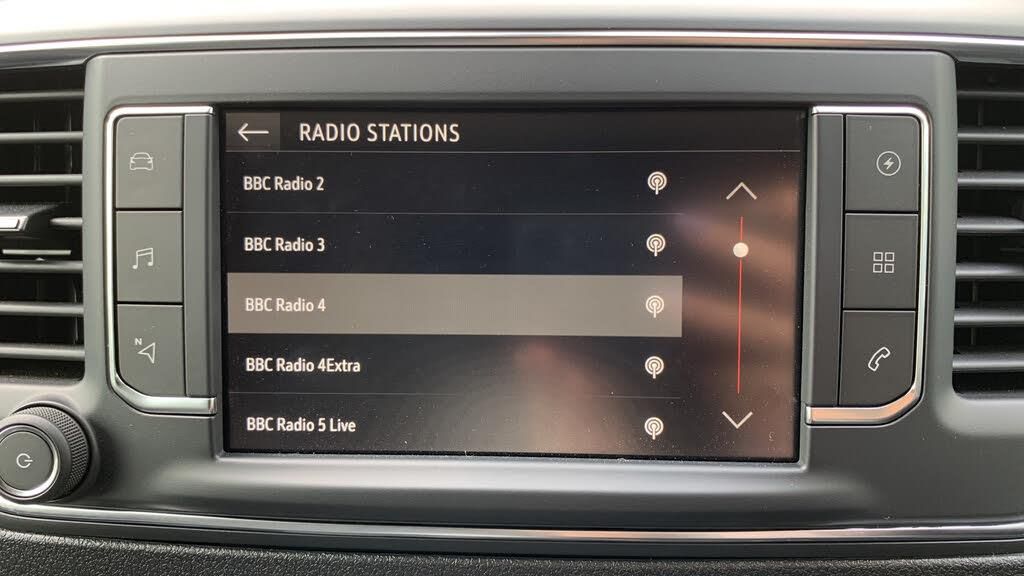 RADIO STATIONS
BBC Radio 2
BBC Radio 3
BBC Radio 4
BBC Radio 4Extra
BBC Radio 5 Live
N